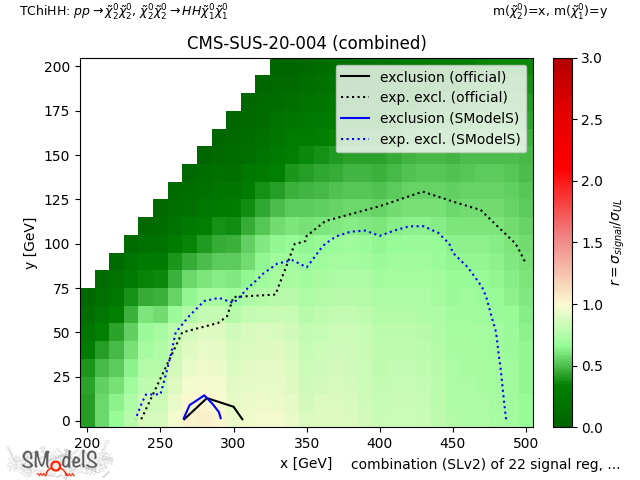 TChiHH: pp → χ̃⁰₂χ̃⁰₂, χ̃⁰₂χ̃⁰₂ → HHχ̃⁰₁χ̃⁰₁
m(χ̃⁰₂)=x, m(χ̃⁰₁)=y
CMS-SUS-20-004 (combined)
exclusion (official)
exp. excl. (official)
exclusion (SModelS)
exp. excl. (SModelS)
y [GeV]
200
175
150
125
100
75
50
25
0
200 250 300 350 400 450 500
x [GeV]
3.0
2.5
2.0
1.5
1.0
0.5
0.0
r = σ_signal/σ_UL
SModelS
combination (SLv2) of 22 signal reg, ...